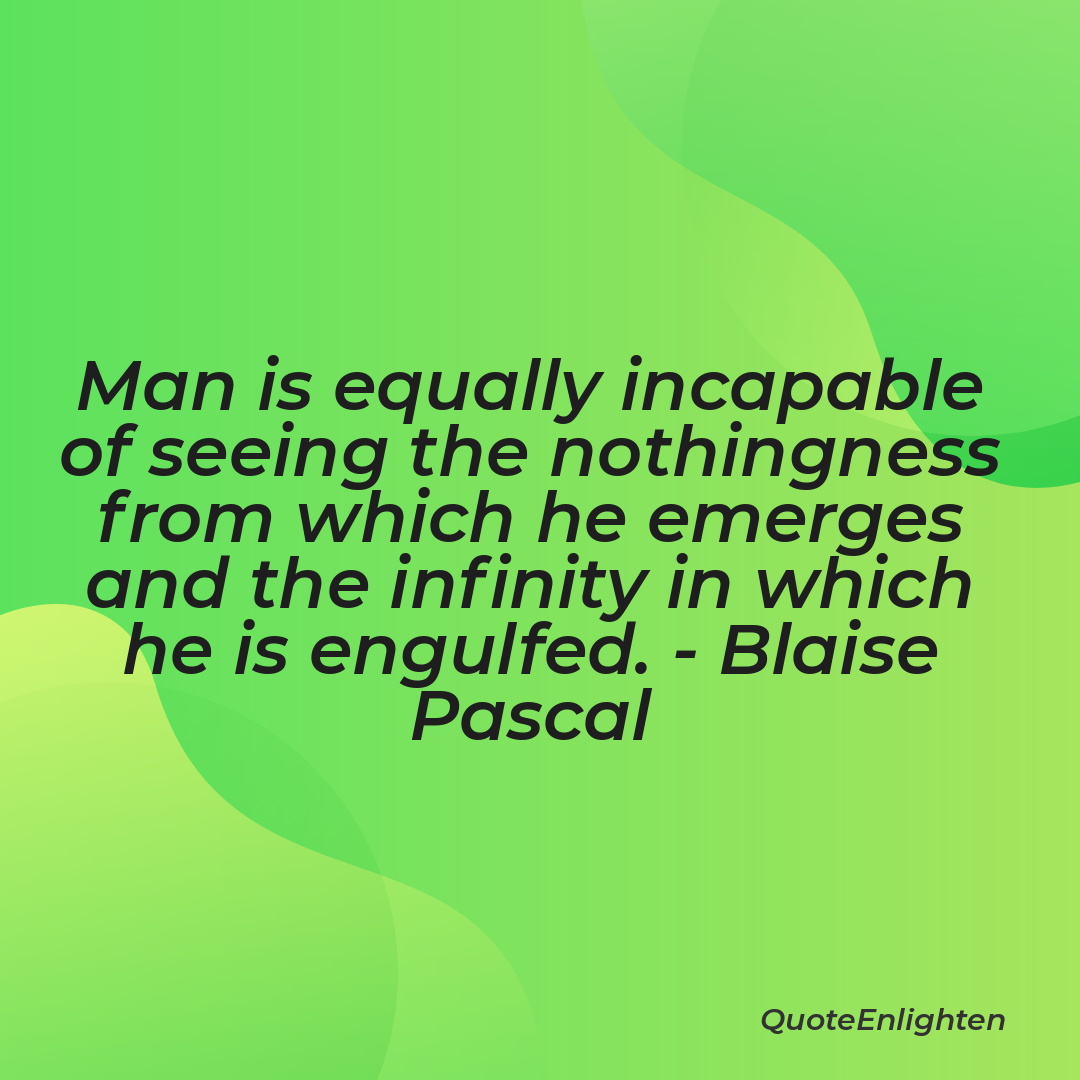 Man is equally incapable
of seeing the nothingness
from which he emerges
and the infinity in which
he is engulfed. - Blaise
Pascal
QuoteEnlighten